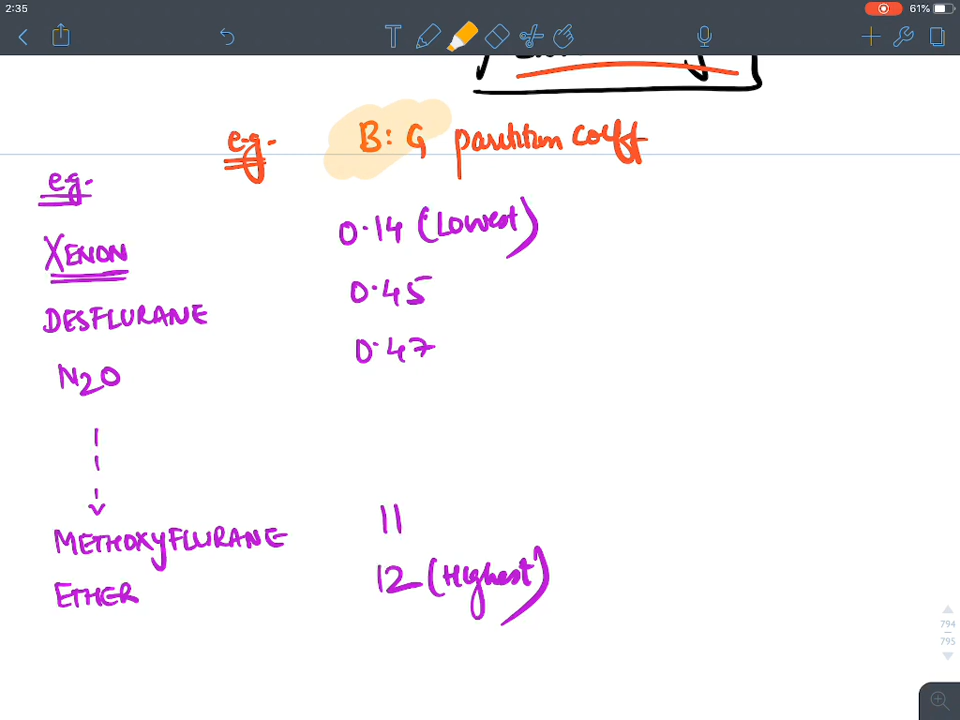 2:35
61%
T
e.g. B:G partition coeff
e.g.
XENON 0.14 (Lowest)
DESFLURANE 0.45
N2O 0.47
METHOXYFLURANE 11
ETHER 12 (Highest)
794
795